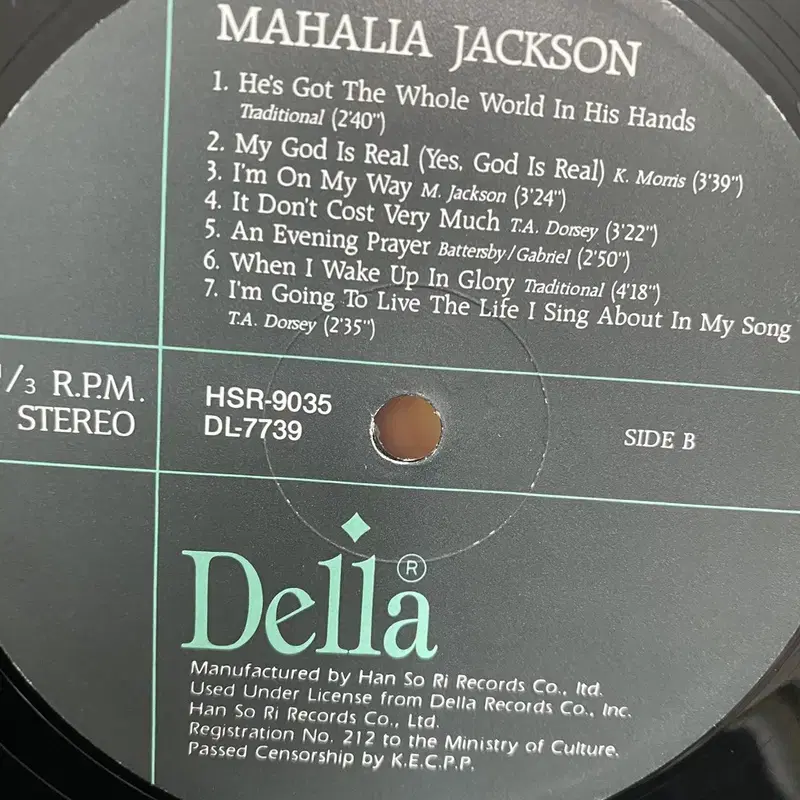 MAHALIA JACKSON
1. He's Got The Whole World In His Hands
Traditional (2'40")
2. My God Is Real (Yes, God Is Real) K. Morris (3'39")
3. I'm On My Way M. Jackson (3'24")
4. It Don't Cost Very Much T.A. Dorsey (3'22")
5. An Evening Prayer Battersby/Gabriel (2'50")
6. When I Wake Up In Glory Traditional (4'18")
7. I'm Going To Live The Life I Sing About In My Song
T.A. Dorsey (2'35")
/3 R.P.M.
STEREO
HSR-9035
DL-7739
SIDE B
Della®
Manufactured by Han So Ri Records Co., ltd.
Used Under License from Della Records Co., Inc.
Han So Ri Records Co., Ltd.
Registration No. 212 to the Ministry of Culture.
Passed Censorship by K.E.C.P.P.